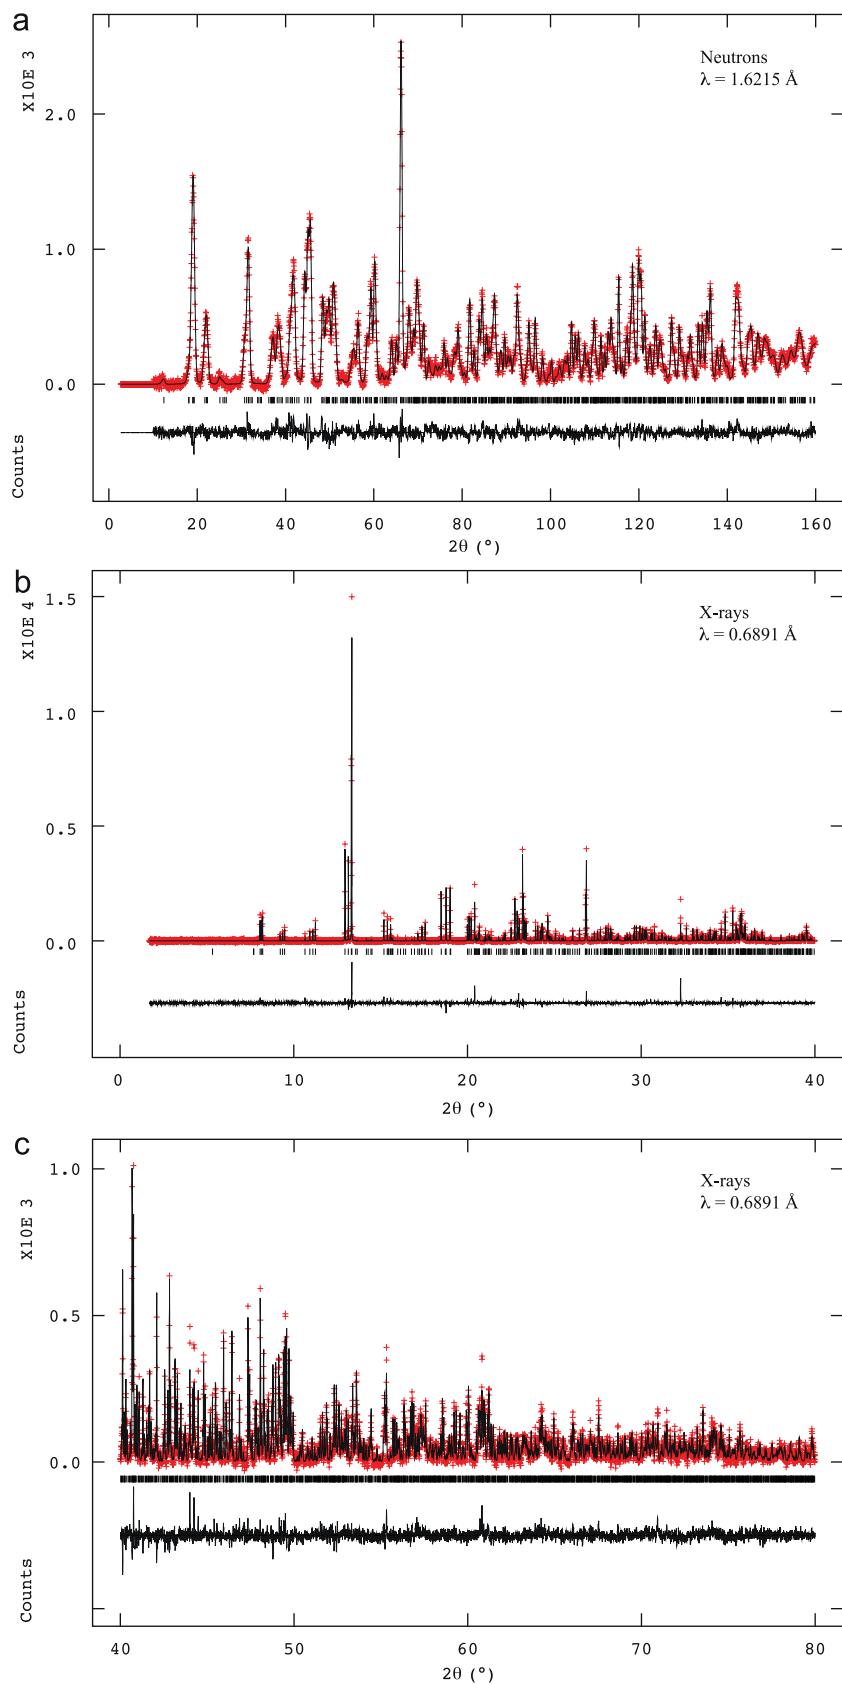 a
X10E 3
Neutrons
λ = 1.6215 Å
2.0
1.0
0.0
Counts
0 20 40 60 80 100 120 140 160
2θ (°)
b
X10E 4
X-rays
λ = 0.6891 Å
1.5
1.0
0.5
0.0
Counts
0 10 20 30 40
2θ (°)
c
X10E 3
X-rays
λ = 0.6891 Å
1.0
0.5
0.0
Counts
40 50 60 70 80
2θ (°)